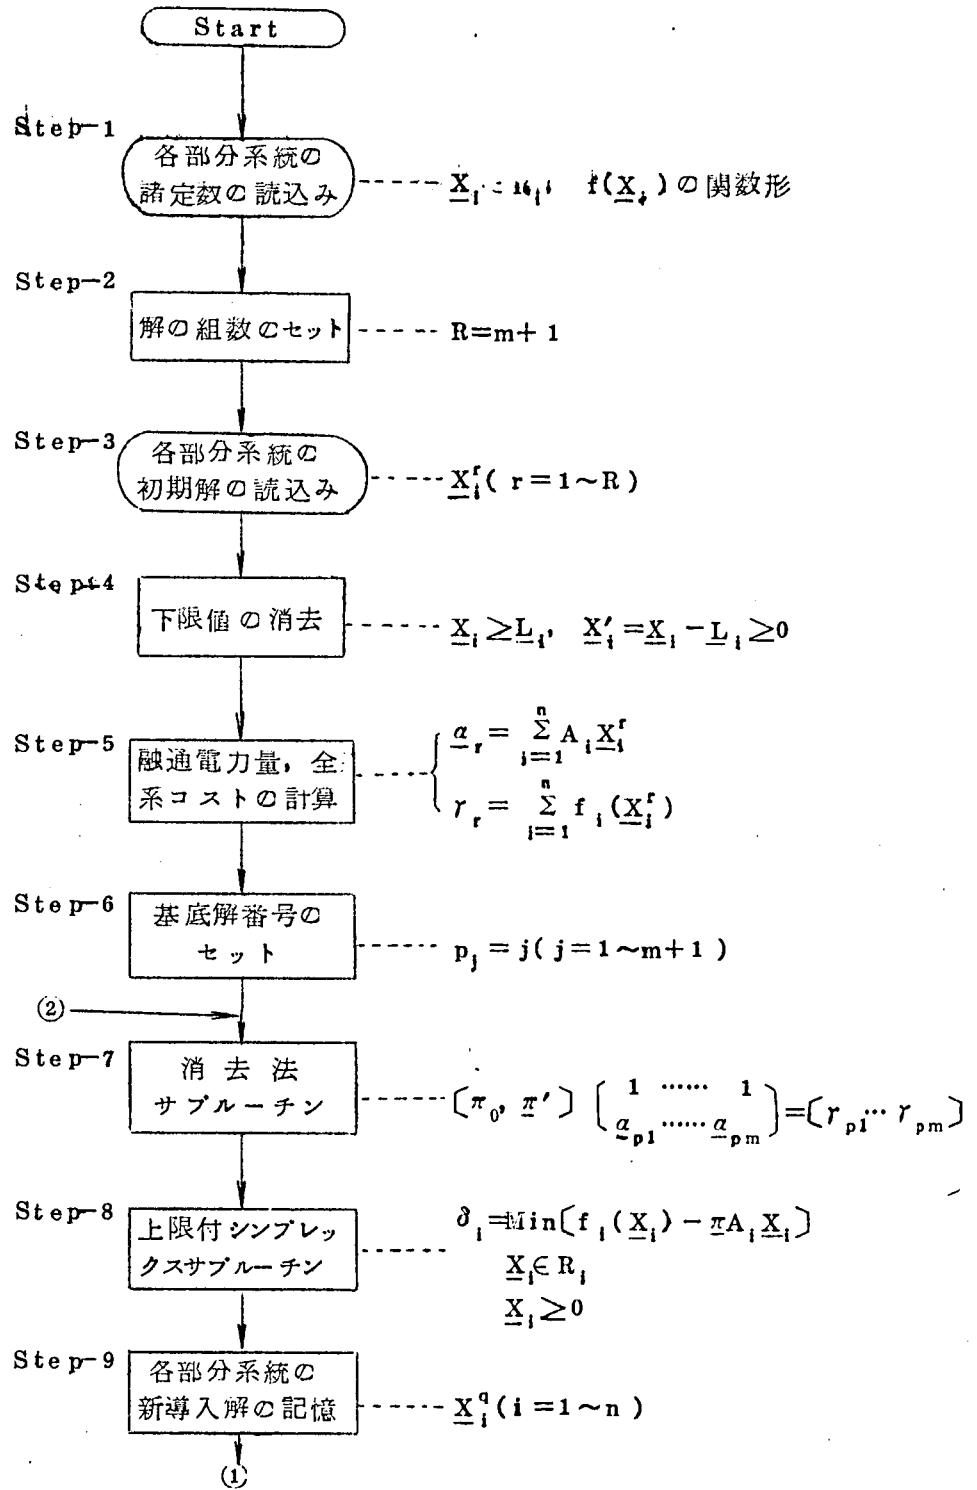 Start
Step-1
各部分系統の
諸定数の読込み
f(X_i)の関数形
Step-2
解の組数のセット
R=m+1
Step-3
各部分系統の
初期解の読込み
X_i^r(r=1~R)
Step-4
下限値の消去
X_i≥L_i, X'_i=X_i-L_i≥0
Step-5
融通電力量,全
系コストの計算
α_r=Σ_{i=1}^{n}A_iX_i^r
γ_r=Σ_{i=1}^{n}f_i(X_i^r)
Step-6
基底解番号の
セット
p_j=j(j=1~m+1)
②
Step-7
消去法
サブルーチン
[π_0, π'] [1 …… 1
α_p1 …… α_pm] =[γ_p1… γ_pm]
Step-8
上限付シンプレッ
クスサブルーチン
δ_i=Min[f_i(X_i)-πA_iX_i]
X_i∈R_i
X_i≥0
Step-9
各部分系統の
新導入解の記憶
X_i^q(i=1~n)
①